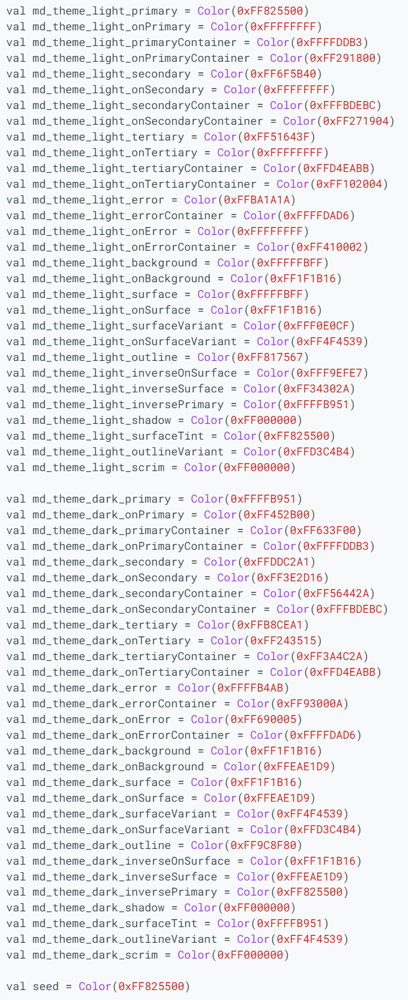 val md_theme_light_primary = Color(0xFF825500)
val md_theme_light_onPrimary = Color(0xFFFFFFFF)
val md_theme_light_primaryContainer = Color(0xFFFFDDB3)
val md_theme_light_onPrimaryContainer = Color(0xFF291800)
val md_theme_light_secondary = Color(0xFF6F5B40)
val md_theme_light_onSecondary = Color(0xFFFFFFFF)
val md_theme_light_secondaryContainer = Color(0xFFFBDEBC)
val md_theme_light_onSecondaryContainer = Color(0xFF271904)
val md_theme_light_tertiary = Color(0xFF51643F)
val md_theme_light_onTertiary = Color(0xFFFFFFFF)
val md_theme_light_tertiaryContainer = Color(0xFFD4EABB)
val md_theme_light_onTertiaryContainer = Color(0xFF102004)
val md_theme_light_error = Color(0xFFBA1A1A)
val md_theme_light_errorContainer = Color(0xFFFFDAD6)
val md_theme_light_onError = Color(0xFFFFFFFF)
val md_theme_light_onErrorContainer = Color(0xFF410002)
val md_theme_light_background = Color(0xFFFFFBFF)
val md_theme_light_onBackground = Color(0xFF1F1B16)
val md_theme_light_surface = Color(0xFFFFFBFF)
val md_theme_light_onSurface = Color(0xFF1F1B16)
val md_theme_light_surfaceVariant = Color(0xFFF0E0CF)
val md_theme_light_onSurfaceVariant = Color(0xFF4F4539)
val md_theme_light_outline = Color(0xFF817567)
val md_theme_light_inverseOnSurface = Color(0xFFF9EFE7)
val md_theme_light_inverseSurface = Color(0xFF34302A)
val md_theme_light_inversePrimary = Color(0xFFFFB951)
val md_theme_light_shadow = Color(0xFF000000)
val md_theme_light_surfaceTint = Color(0xFF825500)
val md_theme_light_outlineVariant = Color(0xFFD3C4B4)
val md_theme_light_scrim = Color(0xFF000000)

val md_theme_dark_primary = Color(0xFFFFB951)
val md_theme_dark_onPrimary = Color(0xFF452B00)
val md_theme_dark_primaryContainer = Color(0xFF633F00)
val md_theme_dark_onPrimaryContainer = Color(0xFFFFDDB3)
val md_theme_dark_secondary = Color(0xFFDDC2A1)
val md_theme_dark_onSecondary = Color(0xFF3E2D16)
val md_theme_dark_secondaryContainer = Color(0xFF56442A)
val md_theme_dark_onSecondaryContainer = Color(0xFFFBDEBC)
val md_theme_dark_tertiary = Color(0xFFB8CEA1)
val md_theme_dark_onTertiary = Color(0xFF243515)
val md_theme_dark_tertiaryContainer = Color(0xFF3A4C2A)
val md_theme_dark_onTertiaryContainer = Color(0xFFD4EABB)
val md_theme_dark_error = Color(0xFFFFB4AB)
val md_theme_dark_errorContainer = Color(0xFF93000A)
val md_theme_dark_onError = Color(0xFF690005)
val md_theme_dark_onErrorContainer = Color(0xFFFFDAD6)
val md_theme_dark_background = Color(0xFF1F1B16)
val md_theme_dark_onBackground = Color(0xFFEAE1D9)
val md_theme_dark_surface = Color(0xFF1F1B16)
val md_theme_dark_onSurface = Color(0xFFEAE1D9)
val md_theme_dark_surfaceVariant = Color(0xFF4F4539)
val md_theme_dark_onSurfaceVariant = Color(0xFFD3C4B4)
val md_theme_dark_outline = Color(0xFF9C8F80)
val md_theme_dark_inverseOnSurface = Color(0xFF1F1B16)
val md_theme_dark_inverseSurface = Color(0xFFEAE1D9)
val md_theme_dark_inversePrimary = Color(0xFF825500)
val md_theme_dark_shadow = Color(0xFF000000)
val md_theme_dark_surfaceTint = Color(0xFFFFB951)
val md_theme_dark_outlineVariant = Color(0xFF4F4539)
val md_theme_dark_scrim = Color(0xFF000000)

val seed = Color(0xFF825500)